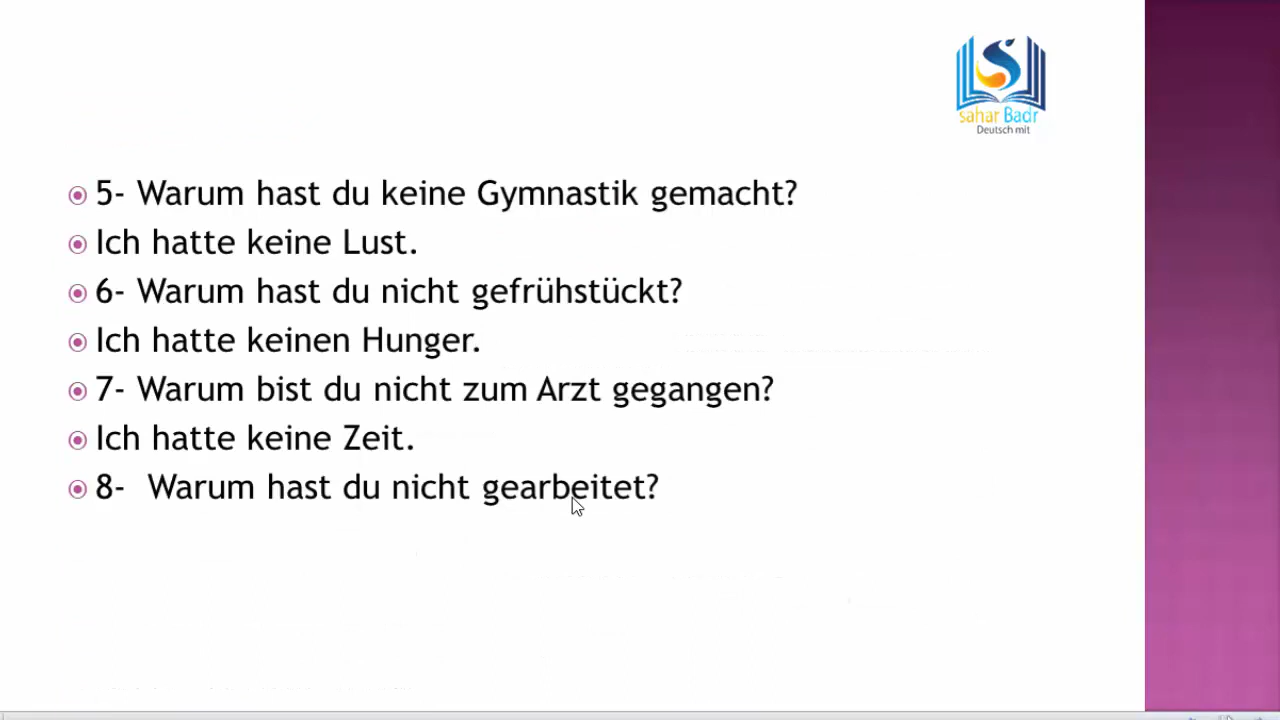 sahar Badr
Deutsch mit
5- Warum hast du keine Gymnastik gemacht?
Ich hatte keine Lust.
6- Warum hast du nicht gefrühstückt?
Ich hatte keinen Hunger.
7- Warum bist du nicht zum Arzt gegangen?
Ich hatte keine Zeit.
8- Warum hast du nicht gearbeitet?